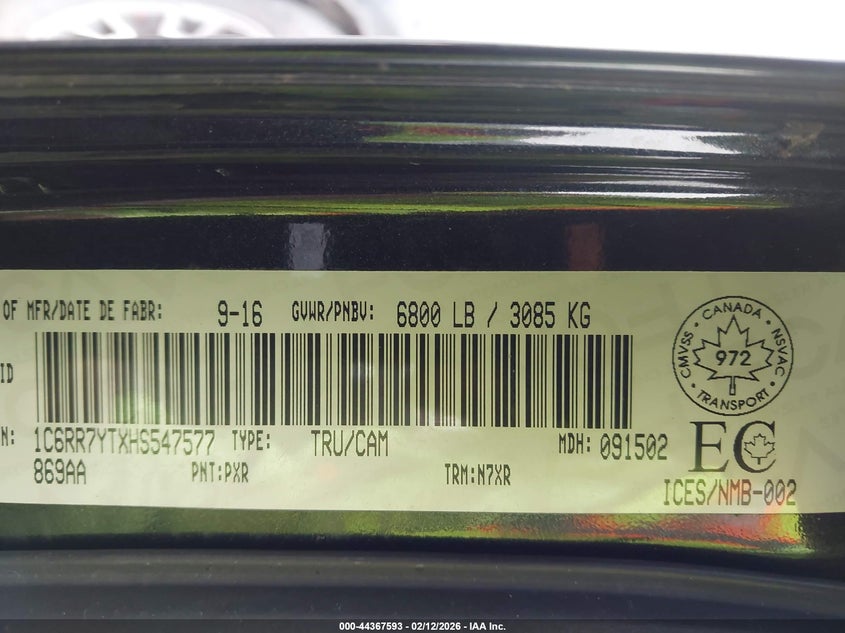 OF MFR/DATE DE FABR: 9-16 GVWR/PNBV: 6800 LB / 3085 KG
ID
N: 1C6RR7YTXHS547577 TYPE: TRU/CAM MDH: 091502
869AA PNT:PXR TRM:N7XR
CANADA
CMVSS
NSVAC
972
TRANSPORT
EC
ICES/NMB-002
000-44367593 - 02/12/2026 - IAA Inc.